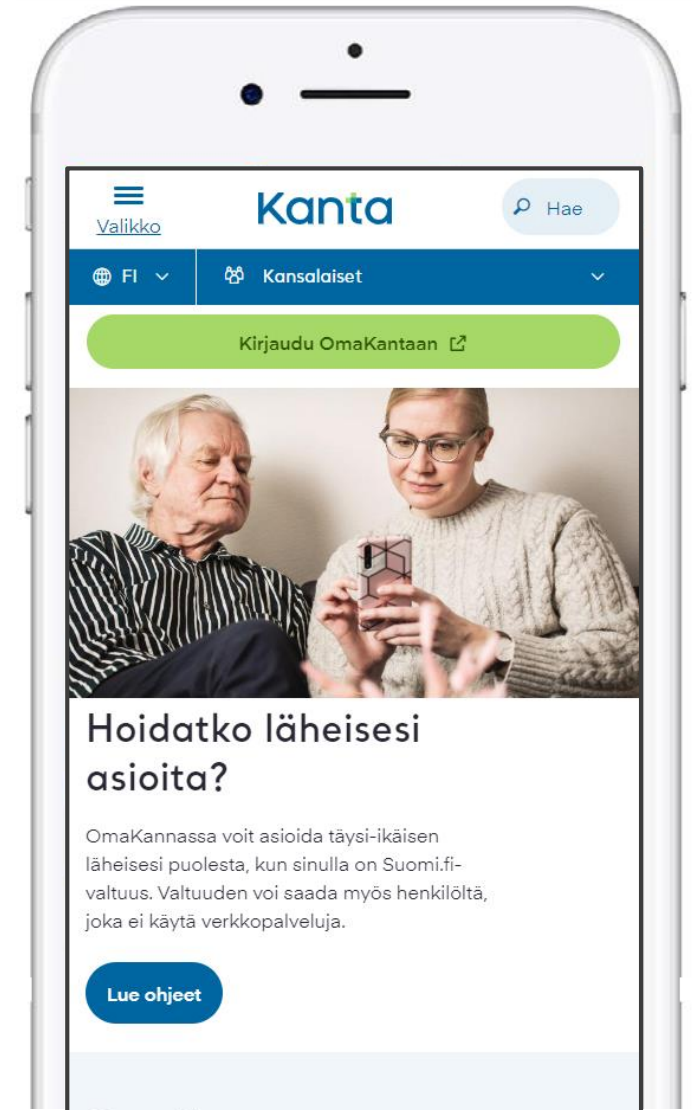 Valikko
Kanta
Hae
FI
Kansalaiset
Kirjaudu OmaKantaan
Hoidatko läheisesi
asioita?
OmaKannassa voit asioida täysi-ikäisen
läheisesi puolesta, kun sinulla on Suomi.fi-
valtuus. Valtuuden voi saada myös henkilöltä,
joka ei käytä verkkopalveluja.
Lue ohjeet